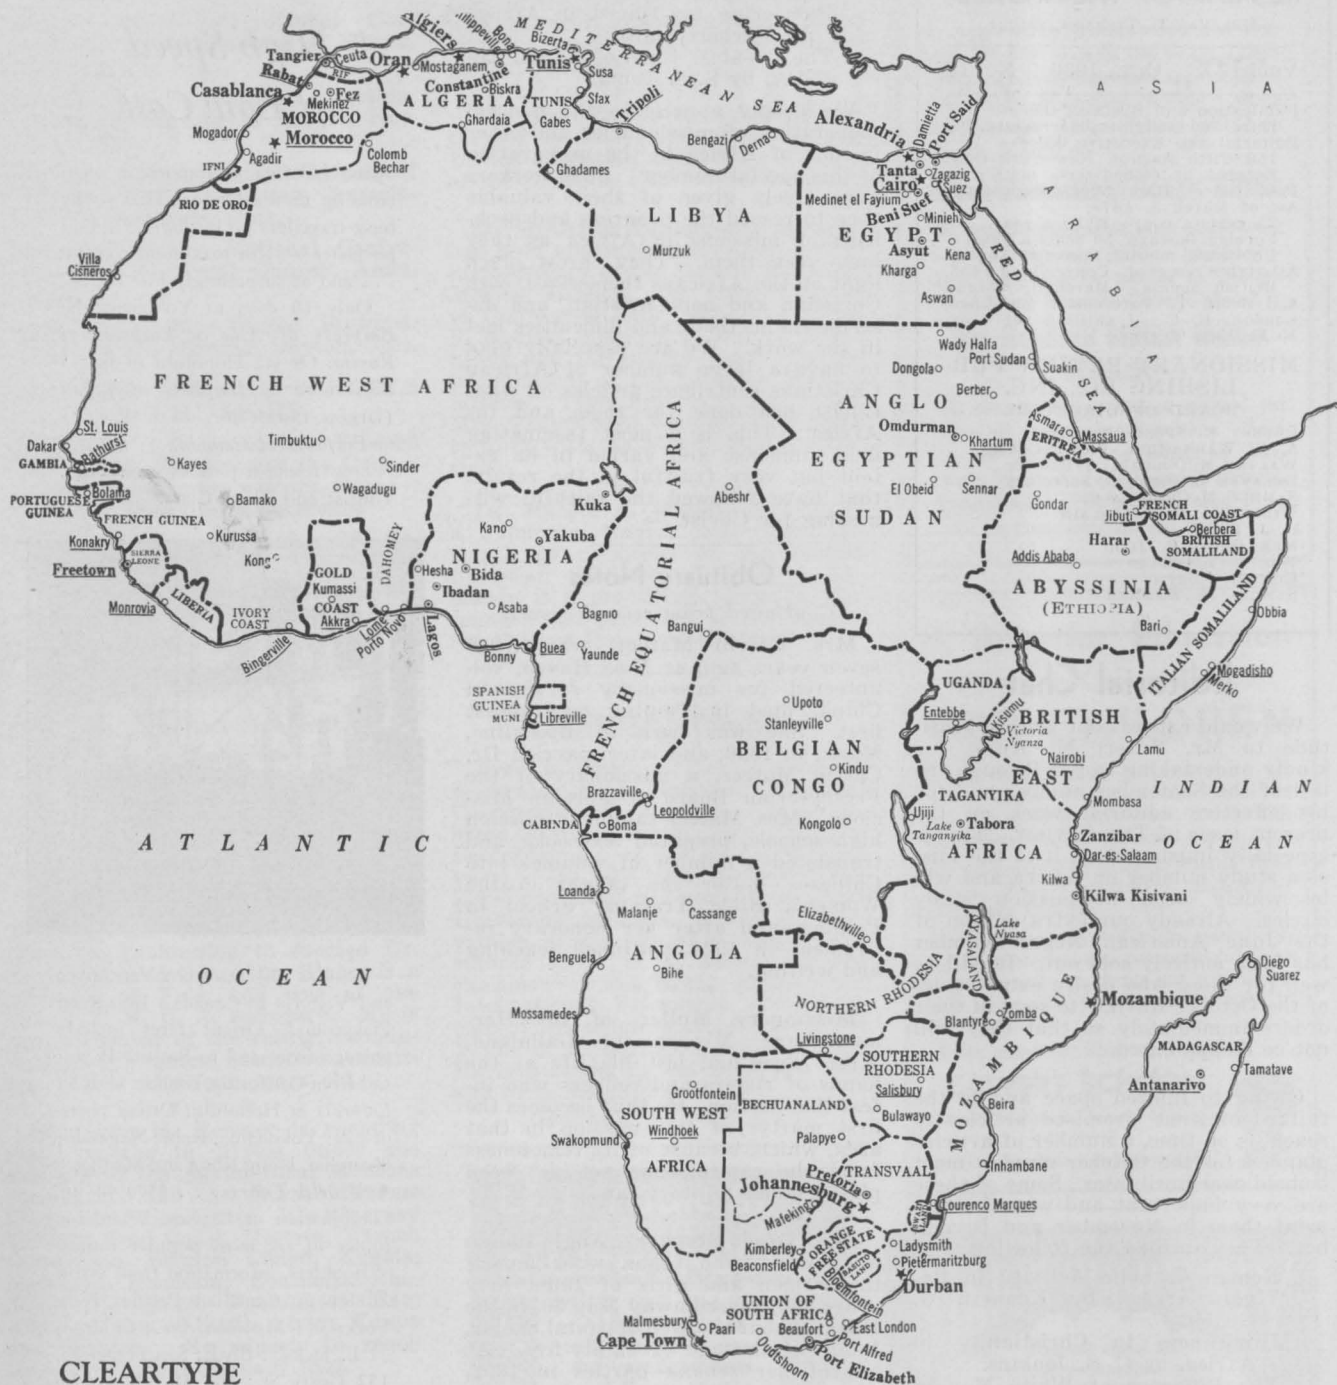 MEDITERRANEAN SEA
A S I A
Algiers
Philippeville
Bona
Bizerta
Tangier
Ceuta
Oran
Mostaganem
Tunis
Rabat
RIF
Constantine
Susa
Casablanca
Fez
Biskra
Mekinez
ALGERIA
TUNIS
Sfax
Tripoli
MOROCCO
Ghardaia
Gabes
Mogador
Morocco
Bengazi
Derna
Alexandria
Damietta
Port Said
Agadir
Colomb
Bechar
Ghadames
Tanta
Zagazig
IFNI
Cairo
Suez
RIO DE ORO
Medinet el Fayium
Beni Suef
Minieh
LIBYA
EGYPT
RED SEA
ARABIA
Murzuk
Asyut
Kena
Villa
Cisneros
Kharga
Aswan
Wady Halfa
Port Sudan
Suakin
Dongola
FRENCH WEST AFRICA
ANGLO
Berber
EGYPTIAN
SUDAN
Omdurman
Khartum
Asmara
Massaua
ERITREA
St. Louis
Dakar
Bathurst
GAMBIA
Timbuktu
Kayes
Sinder
El Obeid
Sennar
Gondar
Bolama
PORTUGUESE
GUINEA
Bamako
Wagadugu
Kuka
Abeshr
FRENCH
SOMALI COAST
Jibuti
Berbera
BRITISH
SOMALILAND
FRENCH GUINEA
Konakry
Kurussa
Kano
Yakuba
Harar
SIERRA
LEONE
Kong
NIGERIA
Addis Ababa
Freetown
GOLD
COAST
Kumassi
DAHOMEY
Hesha
Bida
ABYSSINIA
(ETHIOPIA)
LIBERIA
Ibadan
Monrovia
IVORY
COAST
Akkra
Asaba
Bagnio
Obbia
Bingerville
Lome
Porto Novo
Lagos
Bangui
Bari
ITALIAN SOMALILAND
Bonny
Buea
Yaunde
FRENCH EQUATORIAL AFRICA
Mogadisho
Merko
SPANISH
GUINEA
MUNI
Libreville
UGANDA
Upoto
Stanleyville
Entebbe
Kisumu
BRITISH
EAST
AFRICA
Victoria
Nyanza
Lamu
BELGIAN
CONGO
Nairobi
Kindu
INDIAN
OCEAN
Brazzaville
Leopoldville
TAGANYIKA
Mombasa
CABINDA
Boma
Kongolo
Ujiji
Lake
Tanganyika
Tabora
Zanzibar
ATLANTIC
OCEAN
Dar-es-Salaam
Kilwa
Loanda
Kilwa Kisivani
Malanje
Cassange
Elizabethville
NYASALAND
Lake
Nyasa
Benguela
ANGOLA
Bihe
Diego
Suarez
NORTHERN RHODESIA
Mozambique
Mossamedes
Blantyre
Zomba
MOZAMBIQUE
Livingstone
MADAGASCAR
SOUTHERN
RHODESIA
Tamatave
Grootfontein
Salisbury
Antanarivo
SOUTH WEST
AFRICA
BECHUANALAND
Bulawayo
Beira
Swakopmund
Windhoek
Palapye
Pretoria
TRANSVAAL
Inhambane
Johannesburg
Mafeking
SWAZI
LAND
Lourenco Marques
Kimberley
Beaconsfield
ORANGE
FREE STATE
BASUTO
LAND
Ladysmith
Pietermaritzburg
Bloemfontein
Durban
UNION OF
SOUTH AFRICA
Malmesbury
Paari
Beaufort
East London
Cape Town
Oudtshoorn
Port Alfred
Port Elizabeth
CLEARTYPE